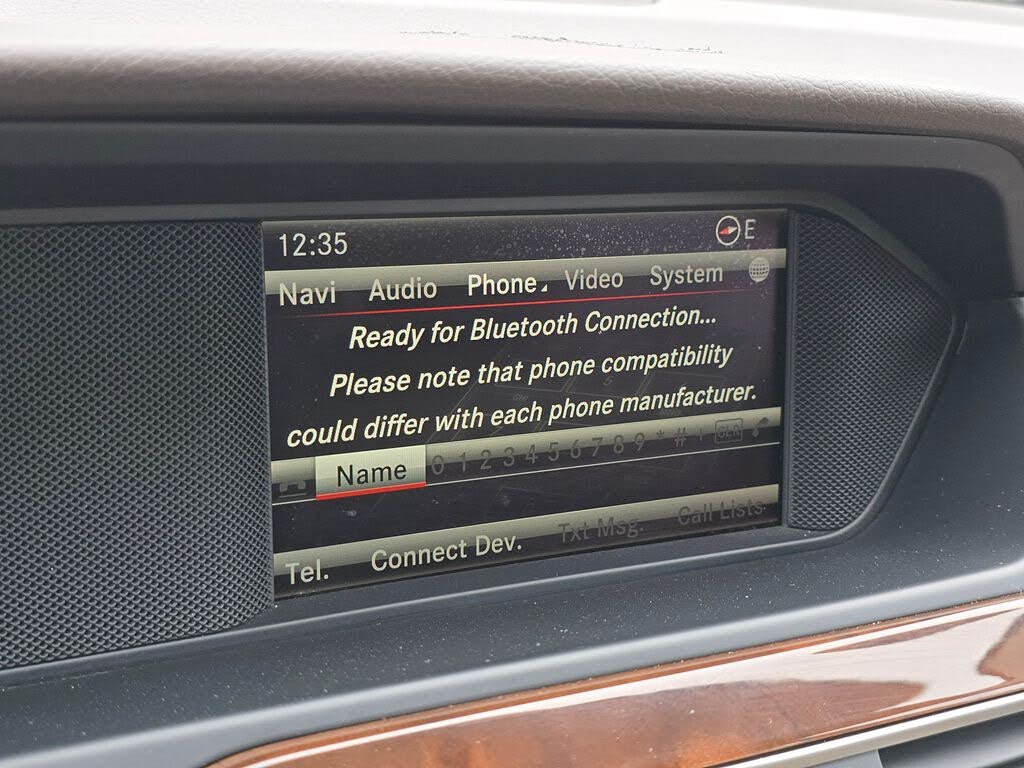 12:35 E
Navi Audio Phone Video System
Ready for Bluetooth Connection...
Please note that phone compatibility
could differ with each phone manufacturer.
Name 0 1 2 3 4 5 6 7 8 9 * # + CLR
Tel. Connect Dev. Txt Msg. Call Lists